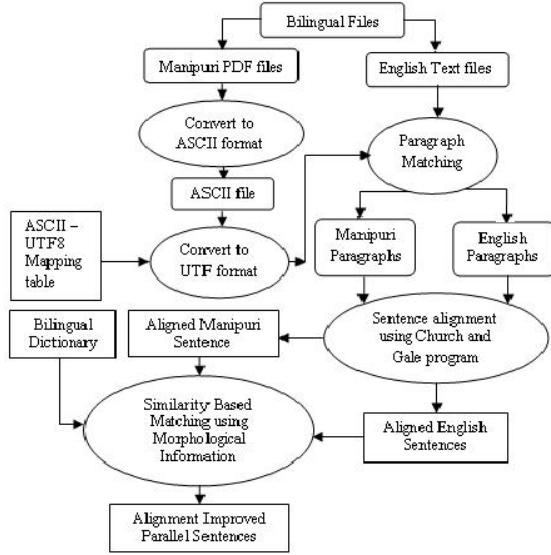 Bilingual Files
Manipuri PDF files
English Text files
Convert to
ASCII format
Paragraph
Matching
ASCII file
ASCII –
UTF8
Mapping
table
Convert to
UTF format
Manipuri
Paragraphs
English
Paragraphs
Bilingual
Dictionary
Aligned Manipuri
Sentence
Sentence alignment
using Church and
Gale program
Similarity Based
Matching using
Morphological
Information
Aligned English
Sentences
Alignment Improved
Parallel Sentences